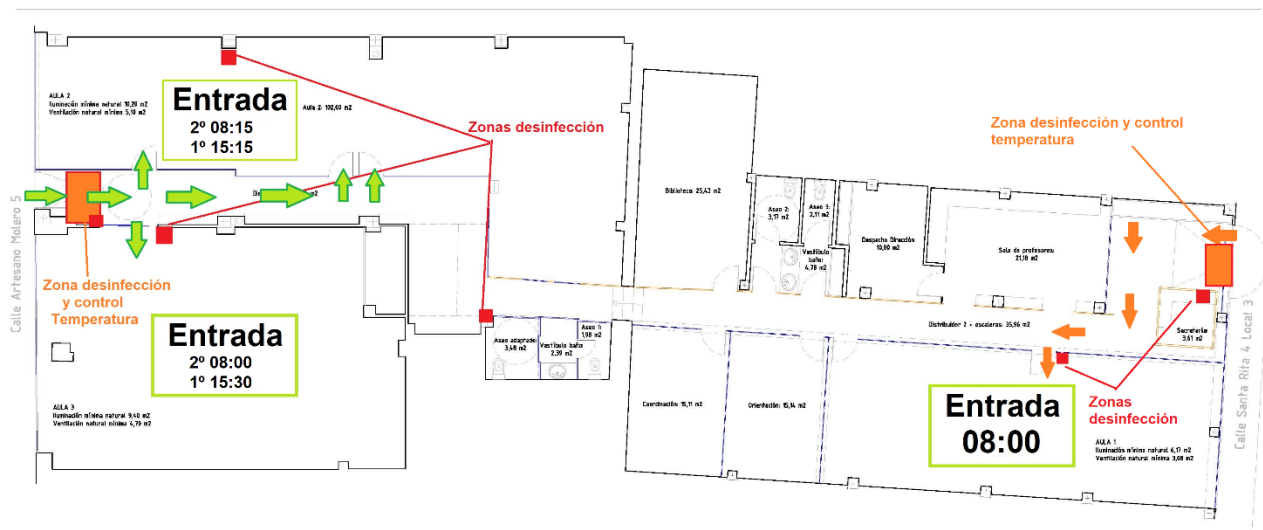 AULA 2
Iluminación mínima natural 10,20 m2
Ventilación natural mínima 5,10 m2
Entrada
2º 08:15
1º 15:15
Aula 2: 102,00 m2
Zonas desinfección
Calle Artesano Molero 5
Zona desinfección
y control
Temperatura
Entrada
2º 08:00
1º 15:30
AULA 3
Iluminación mínima natural 9,40 m2
Ventilación natural mínima 4,70 m2
Biblioteca: 25,43 m2
Aseo 2:
3,17 m2
Aseo 3:
2,11 m2
Vestíbulo
baño:
4,78 m2
Despacho Dirección:
10,80 m2
Sala de profesores:
21,18 m2
Zona desinfección y control
temperatura
Distribuidor 2 + escaleras: 35,96 m2
Secretaría:
3,61 m2
Aseo adaptado:
3,48 m2
Vestíbulo baño:
2,39 m2
Aseo 1:
1,98 m2
Coordinación: 15,11 m2
Orientación: 15,14 m2
Entrada
08:00
Zonas
desinfección
AULA 1
Iluminación mínima natural 6,17 m2
Ventilación natural mínima 3,08 m2
Calle Santa Rita 4 Local 3